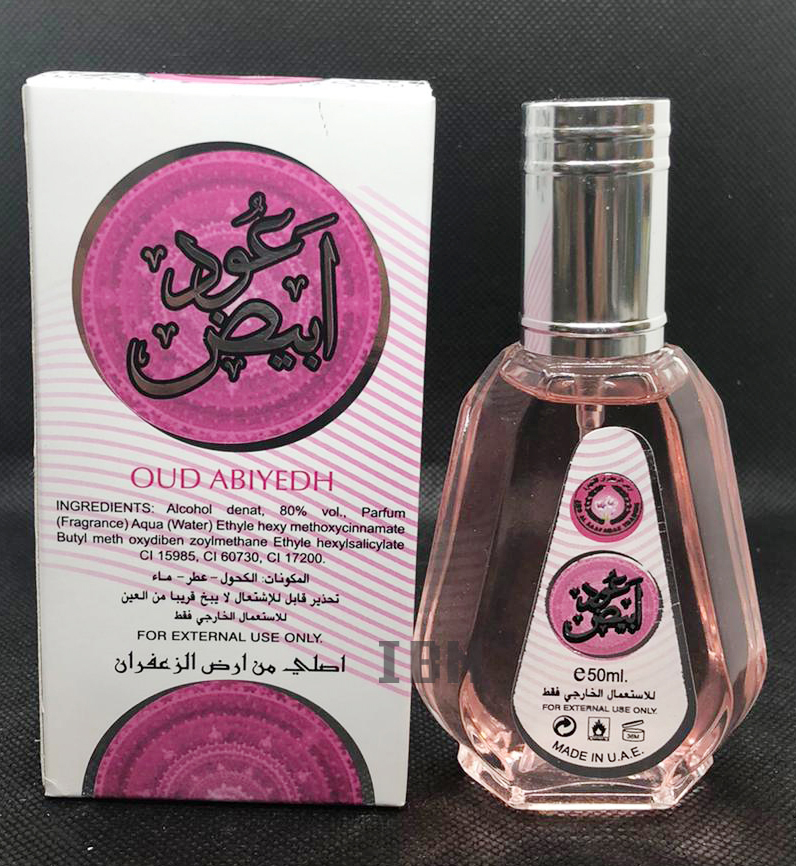 عود
ابيض
OUD ABIYEDH
INGREDIENTS: Alcohol denat, 80% vol., Parfum
(Fragrance) Aqua (Water) Ethyle hexy methoxycinnamate
Butyl meth oxydiben zoylmethane Ethyle hexylsalicylate
CI 15985, CI 60730, CI 17200.
المكونات: الكحول - عطر - ماء
تحذير قابل للإشتعال لا يبخ قريبا من العين
للاستعمال الخارجي فقط
FOR EXTERNAL USE ONLY.
اصلي من ارض الزعفران
IBM
عود
ابيض
e50ml.
للاستعمال الخارجي فقط
FOR EXTERNAL USE ONLY.
36M
MADE IN U.A.E.